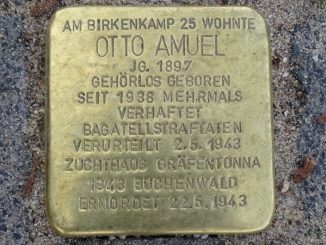 AM BIRKENKAMP 25 WOHNTE
OTTO AMUEL
JG. 1897
GEHÖRLOS GEBOREN
SEIT 1938 MEHRMALS
VERHAFTET
BAGATELLSTRAFTATEN
VERURTEILT 2.5.1943
ZUCHTHAUS GRÄFENTONNA
1943 BUCHENWALD
ERMORDET 22.5.1943